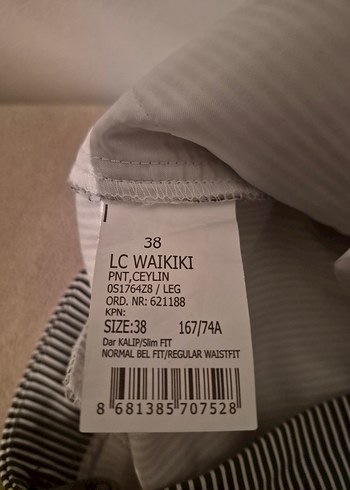 38
LC WAIKIKI
PNT,CEYLIN
0S1764Z8 / LEG
ORD. NR: 621188
KPN:
SIZE:38 167/74A
Dar KALIP/Slim FIT
NORMAL BEL FIT/REGULAR WAISTFIT
8 681385 707528